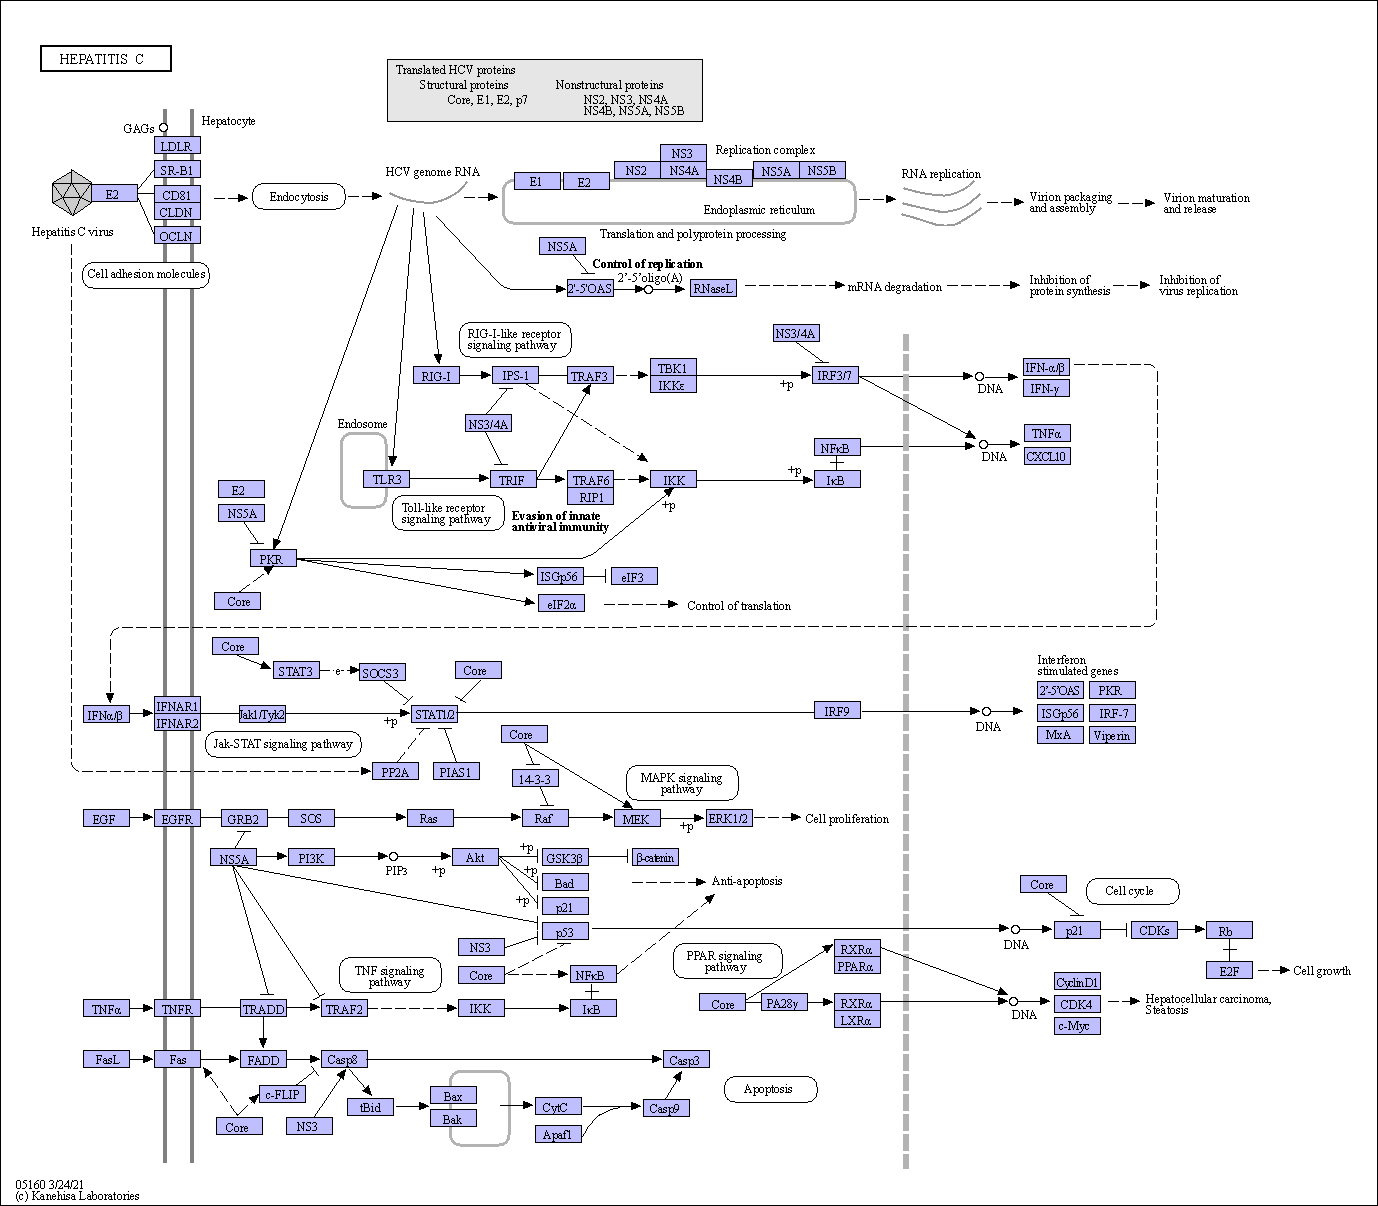 HEPATITIS C
Translated HCV proteins
Structural proteins
Nonstructural proteins
Core, E1, E2, p7
NS2, NS3, NS4A
NS4B, NS5A, NS5B
GAGs
Hepatocyte
LDLR
SR-B1
CD81
CLDN
OCLN
E2
Hepatitis C virus
Cell adhesion molecules
Endocytosis
HCV genome RNA
E1
E2
NS2
NS3
NS4A
NS4B
NS5A
NS5B
Replication complex
Endoplasmic reticulum
Translation and polyprotein processing
RNA replication
Virion packaging
and assembly
Virion maturation
and release
NS5A
Control of replication
2'-5'oligo(A)
2'-5'OAS
RNaseL
mRNA degradation
Inhibition of
protein synthesis
Inhibition of
virus replication
RIG-I-like receptor
signaling pathway
NS3/4A
RIG-I
IPS-1
TRAF3
TBK1
IKKε
+p
IRF3/7
DNA
IFN-α/β
IFN-γ
NS3/4A
Endosome
TLR3
TRIF
TRAF6
RIP1
IKK
+p
+p
NFκB
IκB
DNA
TNFα
CXCL10
Toll-like receptor
signaling pathway
Evasion of innate
antiviral immunity
E2
NS5A
PKR
Core
ISGp56
eIF3
eIF2α
Control of translation
Core
STAT3
e
SOCS3
Core
IFNα/β
IFNAR1
IFNAR2
Jak1/Tyk2
+p
STAT1/2
IRF9
DNA
Interferon
stimulated genes
2'-5'OAS
PKR
ISGp56
IRF-7
MxA
Viperin
Jak-STAT signaling pathway
PP2A
PIAS1
Core
14-3-3
MAPK signaling
pathway
EGF
EGFR
GRB2
SOS
Ras
Raf
MEK
+p
ERK1/2
Cell proliferation
NS5A
PI3K
PIP3
+p
Akt
+p
+p
+p
GSK3β
β-catenin
Bad
p21
p53
Anti-apoptosis
NS3
Core
NFκB
IκB
TNF signaling
pathway
TNFα
TNFR
TRADD
TRAF2
IKK
PPAR signaling
pathway
Core
PA28γ
RXRα
PPARα
RXRα
LXRα
DNA
Core
Cell cycle
DNA
p21
CDKs
Rb
E2F
Cell growth
CyclinD1
CDK4
c-Myc
Hepatocellular carcinoma,
Steatosis
FasL
Fas
FADD
Casp8
Casp3
c-FLIP
Core
NS3
tBid
Bax
Bak
CytC
Apaf1
Casp9
Apoptosis
05160 3/24/21
(c) Kanehisa Laboratories